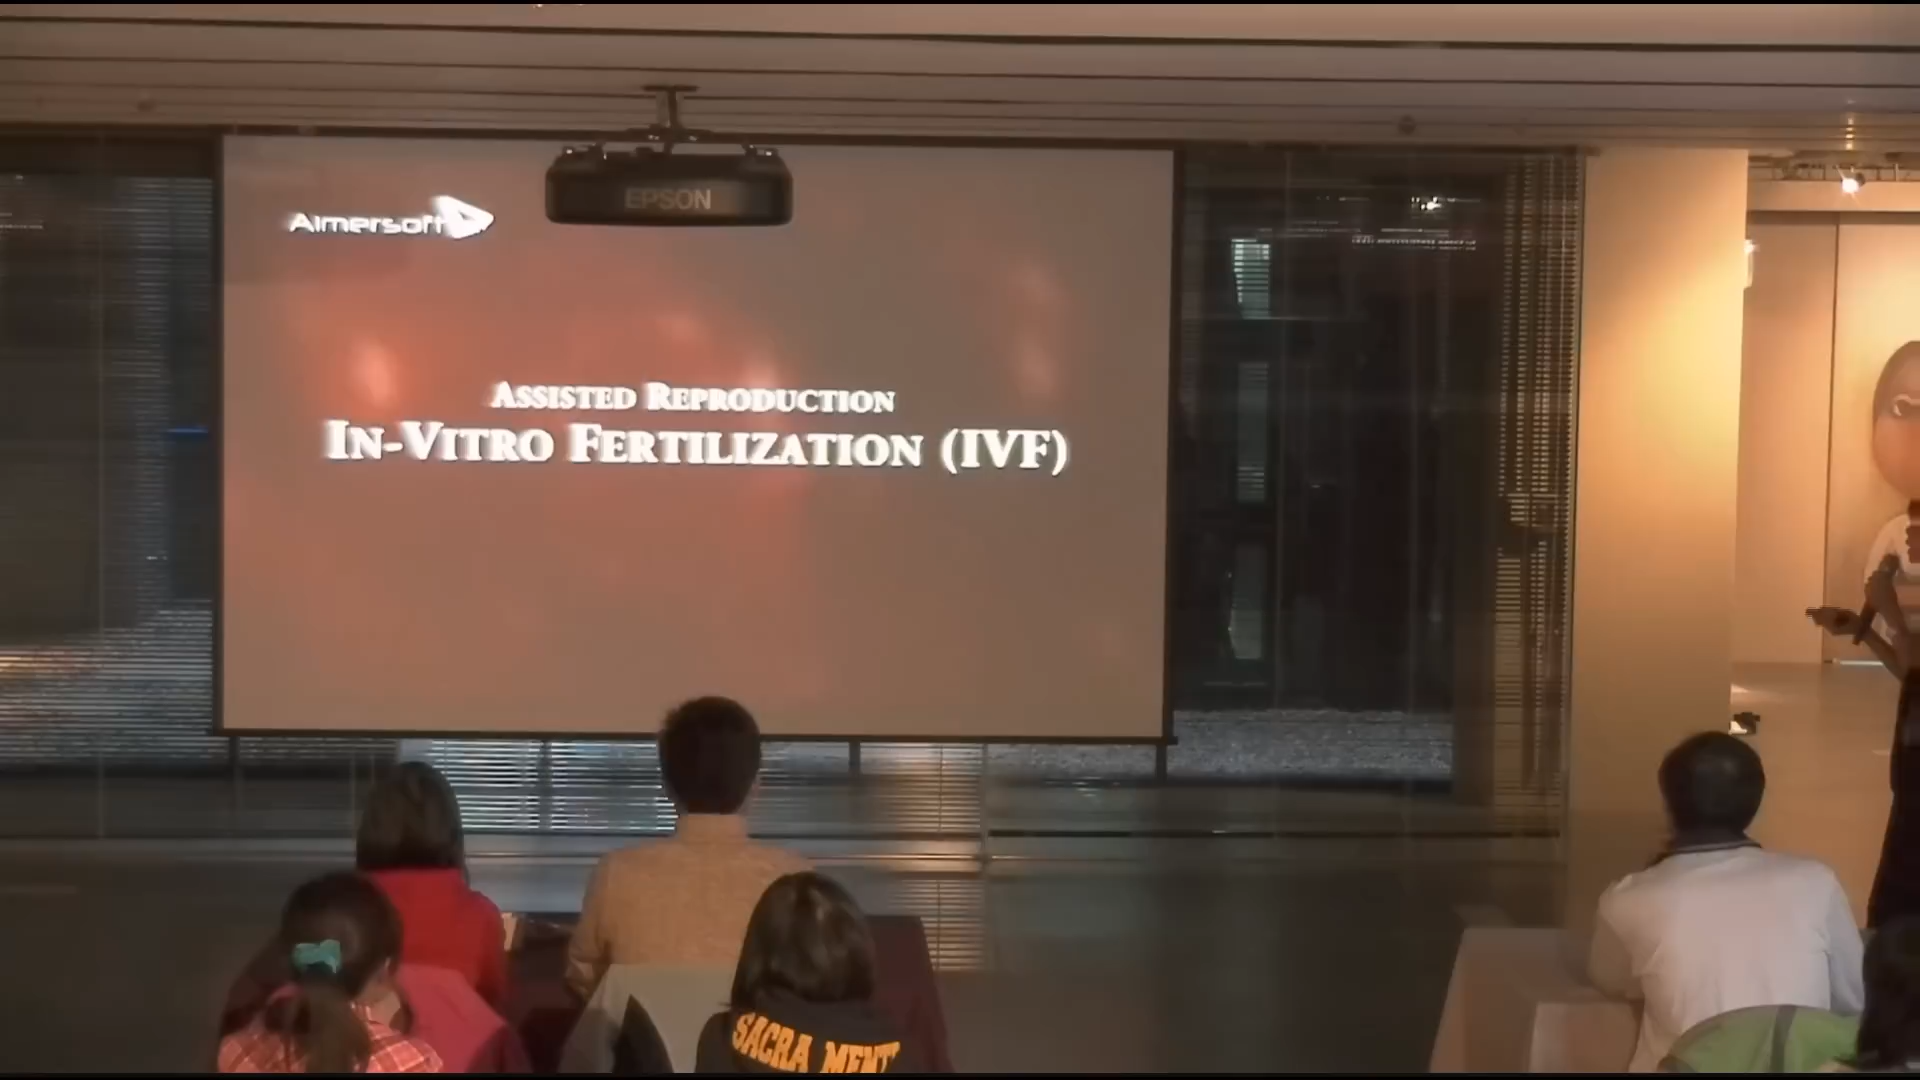 EPSON
Aimersoft
ASSISTED REPRODUCTION
IN-VITRO FERTILIZATION (IVF)
SACRA MENT